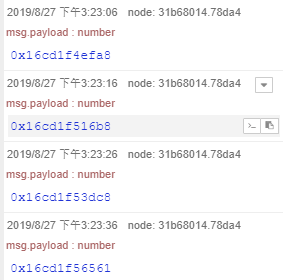 2019/8/27 下午3:23:06 node: 31b68014.78da4
msg.payload : number
0x16cd1f4efa8
2019/8/27 下午3:23:16 node: 31b68014.78da4
msg.payload : number
0x16cd1f516b8
2019/8/27 下午3:23:26 node: 31b68014.78da4
msg.payload : number
0x16cd1f53dc8
2019/8/27 下午3:23:36 node: 31b68014.78da4
msg.payload : number
0x16cd1f56561